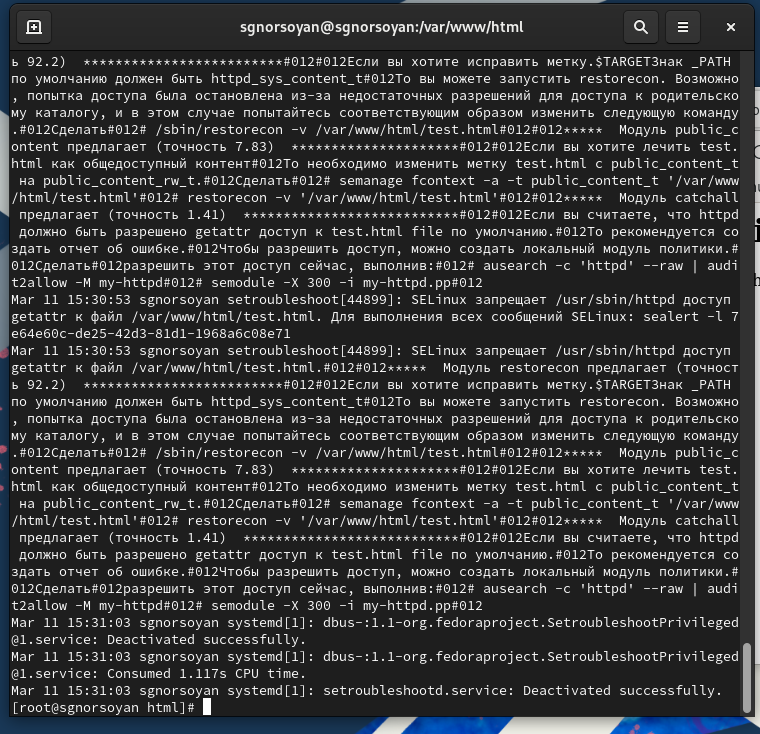 sgnorsoyan@sgnorsoyan:/var/www/html
ь 92.2)  *************************#012#012Если вы хотите исправить метку.$TARGETЗнак _PATH
по умолчанию должен быть httpd_sys_content_t#012То вы можете запустить restorecon. Возможно
, попытка доступа была остановлена из-за недостаточных разрешений для доступа к родительско
му каталогу, и в этом случае попытайтесь соответствующим образом изменить следующую команду
.#012Сделать#012# /sbin/restorecon -v /var/www/html/test.html#012#012*****  Модуль public_c
ontent предлагает (точность 7.83)  *********************#012#012Если вы хотите лечить test.
html как общедоступный контент#012То необходимо изменить метку test.html с public_content_t
 на public_content_rw_t.#012Сделать#012# semanage fcontext -a -t public_content_t '/var/www
/html/test.html'#012# restorecon -v '/var/www/html/test.html'#012#012*****  Модуль catchall
 предлагает (точность 1.41)  ***************************#012#012Если вы считаете, что httpd
 должно быть разрешено getattr доступ к test.html file по умолчанию.#012То рекомендуется со
здать отчет об ошибке.#012Чтобы разрешить доступ, можно создать локальный модуль политики.#
012Сделать#012разрешить этот доступ сейчас, выполнив:#012# ausearch -c 'httpd' --raw | audi
t2allow -M my-httpd#012# semodule -X 300 -i my-httpd.pp#012
Mar 11 15:30:53 sgnorsoyan setroubleshoot[44899]: SELinux запрещает /usr/sbin/httpd доступ
getattr к файл /var/www/html/test.html. Для выполнения всех сообщений SELinux: sealert -l 7
e64e60c-de25-42d3-81d1-1968a6c08e71
Mar 11 15:30:53 sgnorsoyan setroubleshoot[44899]: SELinux запрещает /usr/sbin/httpd доступ
getattr к файл /var/www/html/test.html.#012#012*****  Модуль restorecon предлагает (точност
ь 92.2)  *************************#012#012Если вы хотите исправить метку.$TARGETЗнак _PATH
по умолчанию должен быть httpd_sys_content_t#012То вы можете запустить restorecon. Возможно
, попытка доступа была остановлена из-за недостаточных разрешений для доступа к родительско
му каталогу, и в этом случае попытайтесь соответствующим образом изменить следующую команду
.#012Сделать#012# /sbin/restorecon -v /var/www/html/test.html#012#012*****  Модуль public_c
ontent предлагает (точность 7.83)  *********************#012#012Если вы хотите лечить test.
html как общедоступный контент#012То необходимо изменить метку test.html с public_content_t
 на public_content_rw_t.#012Сделать#012# semanage fcontext -a -t public_content_t '/var/www
/html/test.html'#012# restorecon -v '/var/www/html/test.html'#012#012*****  Модуль catchall
 предлагает (точность 1.41)  ***************************#012#012Если вы считаете, что httpd
 должно быть разрешено getattr доступ к test.html file по умолчанию.#012То рекомендуется со
здать отчет об ошибке.#012Чтобы разрешить доступ, можно создать локальный модуль политики.#
012Сделать#012разрешить этот доступ сейчас, выполнив:#012# ausearch -c 'httpd' --raw | audi
t2allow -M my-httpd#012# semodule -X 300 -i my-httpd.pp#012
Mar 11 15:31:03 sgnorsoyan systemd[1]: dbus-:1.1-org.fedoraproject.SetroubleshootPrivileged
@1.service: Deactivated successfully.
Mar 11 15:31:03 sgnorsoyan systemd[1]: dbus-:1.1-org.fedoraproject.SetroubleshootPrivileged
@1.service: Consumed 1.117s CPU time.
Mar 11 15:31:03 sgnorsoyan systemd[1]: setroubleshootd.service: Deactivated successfully.
[root@sgnorsoyan html]#